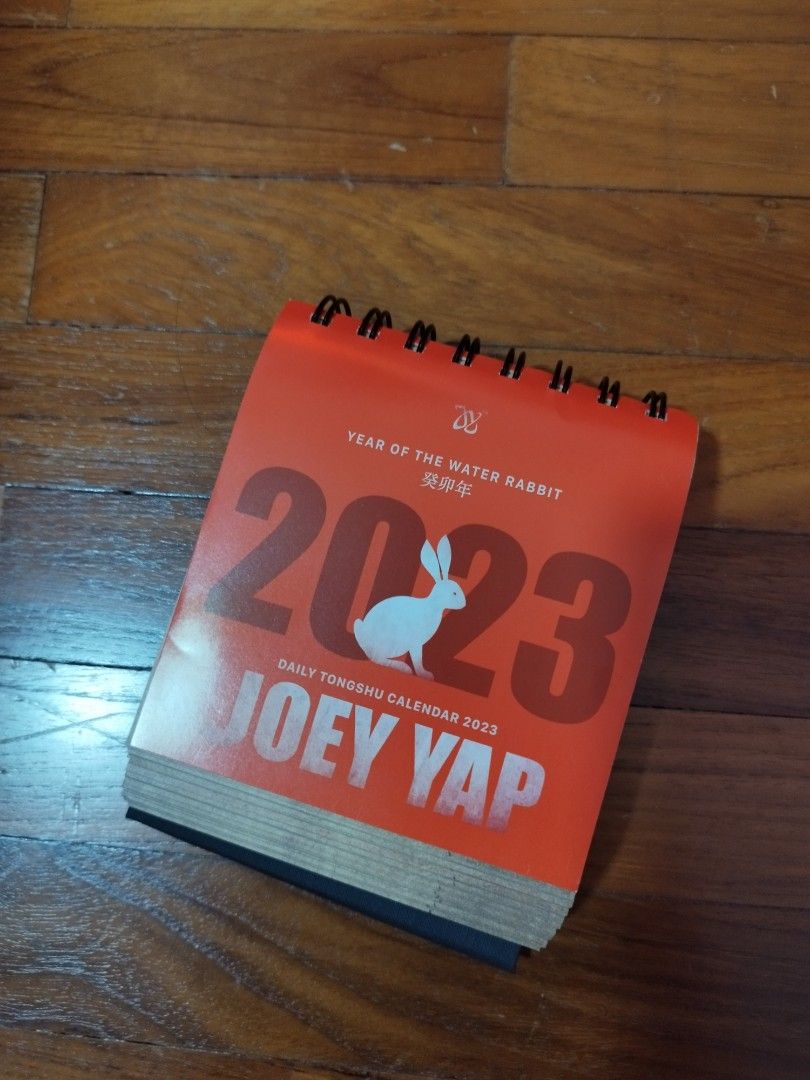 YEAR OF THE WATER RABBIT
癸卯年
2023
DAILY TONGSHU CALENDAR 2023
JOEY YAP